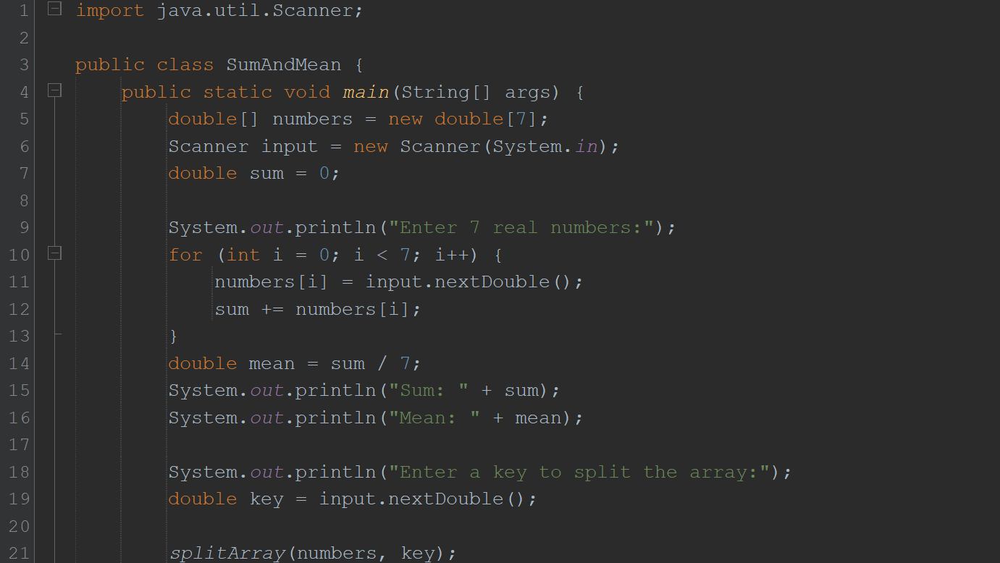 1 import java.util.Scanner;
2
3 public class SumAndMean {
4 public static void main(String[] args) {
5 double[] numbers = new double[7];
6 Scanner input = new Scanner(System.in);
7 double sum = 0;
8
9 System.out.println("Enter 7 real numbers:");
10 for (int i = 0; i < 7; i++) {
11 numbers[i] = input.nextDouble();
12 sum += numbers[i];
13 }
14 double mean = sum / 7;
15 System.out.println("Sum: " + sum);
16 System.out.println("Mean: " + mean);
17
18 System.out.println("Enter a key to split the array:");
19 double key = input.nextDouble();
20
21 splitArray(numbers, key);